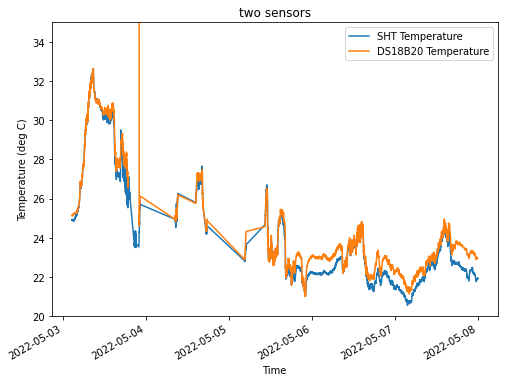 two sensors
SHT Temperature
DS18B20 Temperature
Temperature (deg C)
34
32
30
28
26
24
22
20
2022-05-03
2022-05-04
2022-05-05
2022-05-06
2022-05-07
2022-05-08
Time